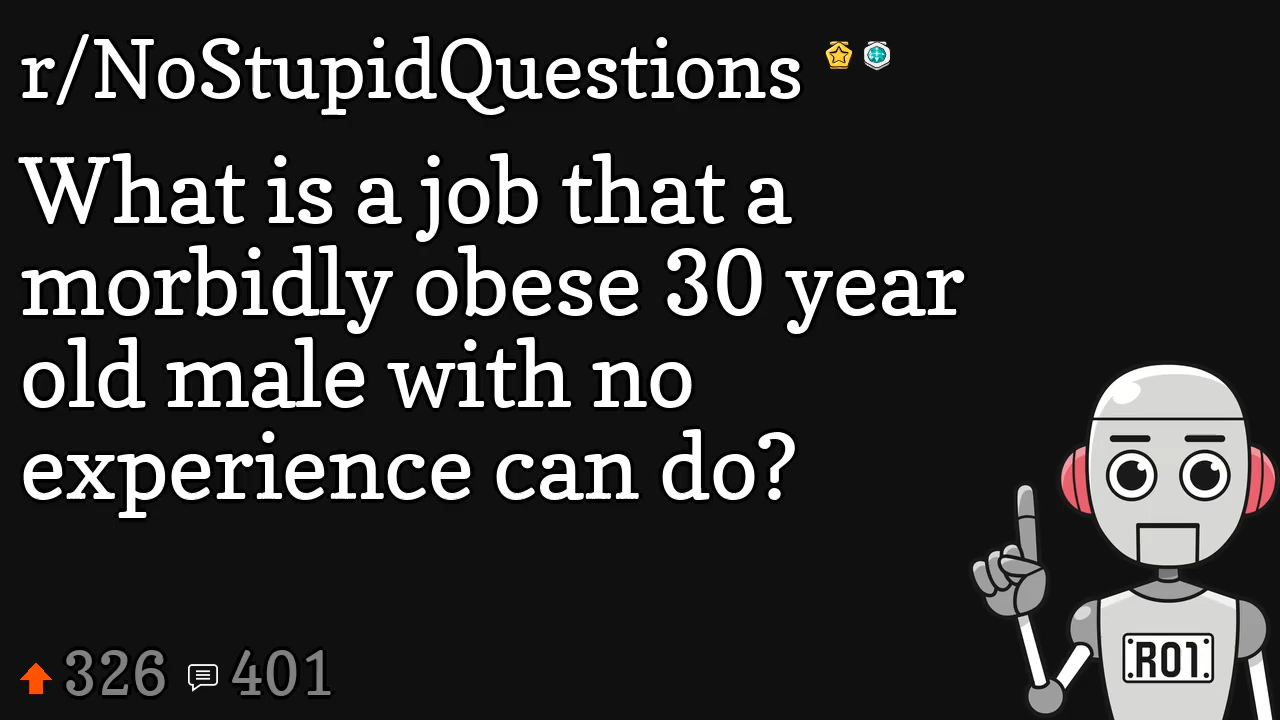 r/NoStupidQuestions
What is a job that a
morbidly obese 30 year
old male with no
experience can do?
326 401
R01